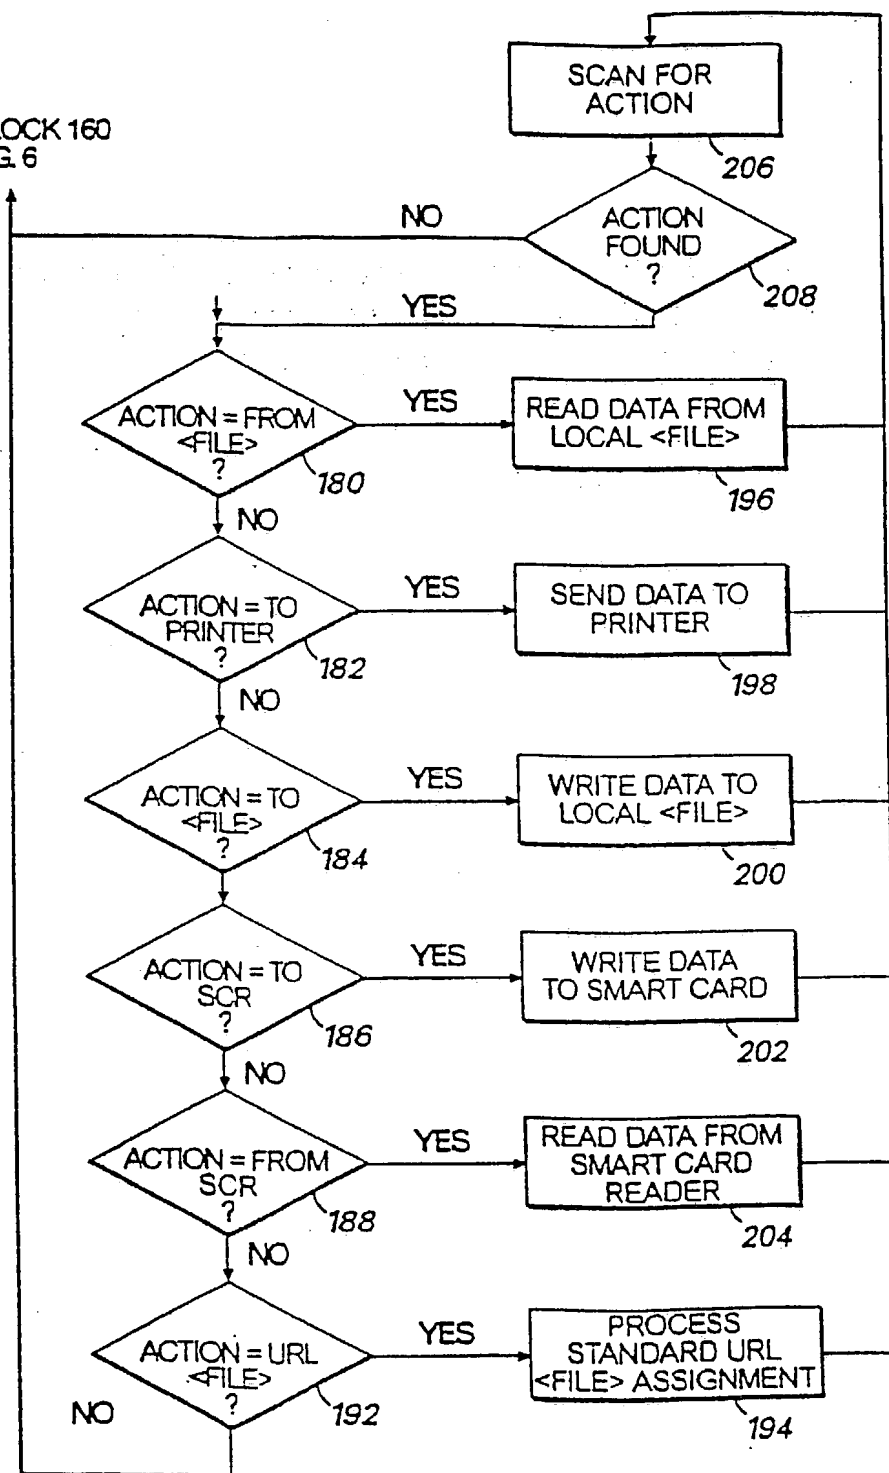 SCAN FOR
ACTION
206
LOCK 160
G. 6
NO
ACTION
FOUND
?
208
YES
ACTION = FROM
<FILE>
?
180
YES
READ DATA FROM
LOCAL <FILE>
196
NO
ACTION = TO
PRINTER
?
182
YES
SEND DATA TO
PRINTER
198
NO
ACTION = TO
<FILE>
?
184
YES
WRITE DATA TO
LOCAL <FILE>
200
ACTION = TO
SCR
?
186
YES
WRITE DATA
TO SMART CARD
202
NO
ACTION = FROM
SCR
?
188
YES
READ DATA FROM
SMART CARD
READER
204
NO
ACTION = URL
<FILE>
?
192
YES
PROCESS
STANDARD URL
<FILE> ASSIGNMENT
194
NO